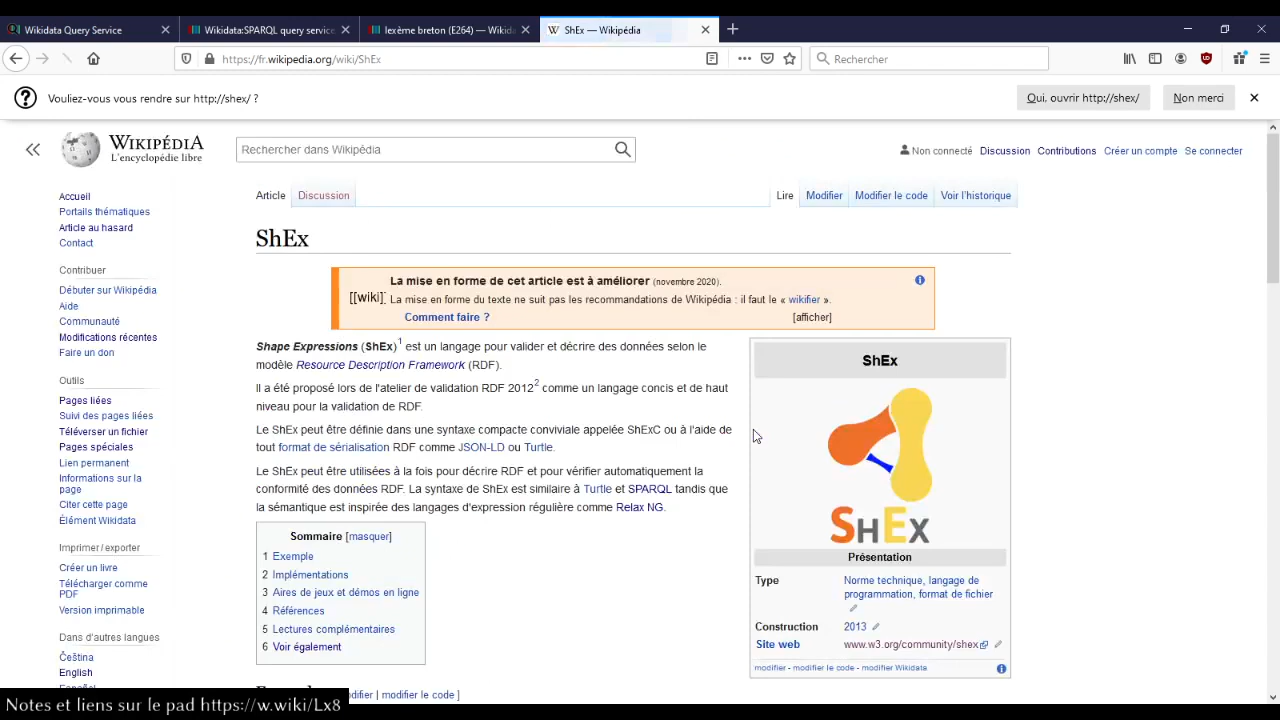 Wikidata Query Service
Wikidata:SPARQL query service
lexème breton (E264) — Wikida
ShEx — Wikipédia
https://fr.wikipedia.org/wiki/ShEx
Rechercher
Vouliez-vous vous rendre sur http://shex/ ?
Oui, ouvrir http://shex/
Non merci
WIKIPÉDIA
L'encyclopédie libre
Rechercher dans Wikipédia
Non connecté Discussion Contributions Créer un compte Se connecter
Article Discussion
Lire Modifier Modifier le code Voir l'historique
Accueil
Portails thématiques
Article au hasard
Contact
Contribuer
Débuter sur Wikipédia
Aide
Communauté
Modifications récentes
Faire un don
Outils
Pages liées
Suivi des pages liées
Téléverser un fichier
Pages spéciales
Lien permanent
Informations sur la
page
Citer cette page
Élément Wikidata
Imprimer / exporter
Créer un livre
Télécharger comme
PDF
Version imprimable
Dans d'autres langues
Čeština
English
ShEx
[[wiki]]
La mise en forme de cet article est à améliorer (novembre 2020).
La mise en forme du texte ne suit pas les recommandations de Wikipédia : il faut le « wikifier ».
Comment faire ? [afficher]
Shape Expressions (ShEx)1 est un langage pour valider et décrire des données selon le
modèle Resource Description Framework (RDF).
Il a été proposé lors de l'atelier de validation RDF 20122 comme un langage concis et de haut
niveau pour la validation de RDF.
Le ShEx peut être définie dans une syntaxe compacte conviviale appelée ShExC ou à l'aide de
tout format de sérialisation RDF comme JSON-LD ou Turtle.
Le ShEx peut être utilisées à la fois pour décrire RDF et pour vérifier automatiquement la
conformité des données RDF. La syntaxe de ShEx est similaire à Turtle et SPARQL tandis que
la sémantique est inspirée des langages d'expression régulière comme Relax NG.
Sommaire [masquer]
1 Exemple
2 Implémentations
3 Aires de jeux et démos en ligne
4 Références
5 Lectures complémentaires
6 Voir également
ShEx
SHEX
Présentation
Type Norme technique, langage de
programmation, format de fichier
Construction 2013
Site web www.w3.org/community/shex
modifier - modifier le code - modifier Wikidata
modifier le code ]
Notes et liens sur le pad https://w.wiki/Lx8